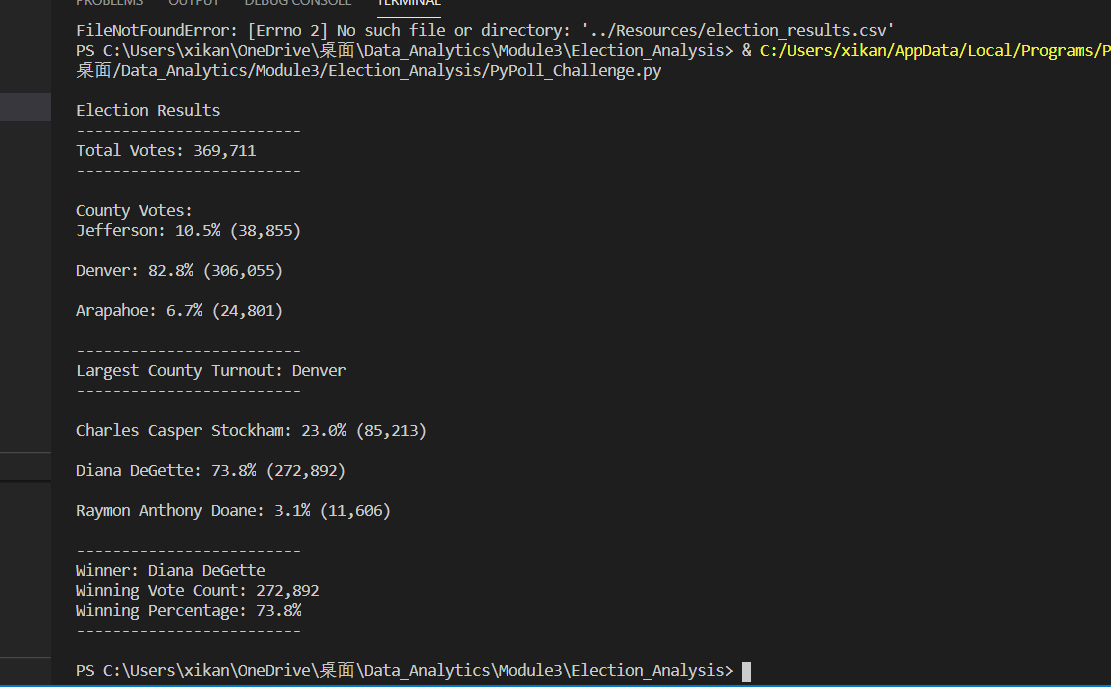 PROBLEMS OUTPUT DEBUG CONSOLE TERMINAL
FileNotFoundError: [Errno 2] No such file or directory: '../Resources/election_results.csv'
PS C:\Users\xikan\OneDrive\桌面\Data_Analytics\Module3\Election_Analysis> & C:/Users/xikan/AppData/Local/Programs/P
桌面/Data_Analytics/Module3/Election_Analysis/PyPoll_Challenge.py
Election Results
-------------------------
Total Votes: 369,711
-------------------------
County Votes:
Jefferson: 10.5% (38,855)
Denver: 82.8% (306,055)
Arapahoe: 6.7% (24,801)
-------------------------
Largest County Turnout: Denver
-------------------------
Charles Casper Stockham: 23.0% (85,213)
Diana DeGette: 73.8% (272,892)
Raymon Anthony Doane: 3.1% (11,606)
-------------------------
Winner: Diana DeGette
Winning Vote Count: 272,892
Winning Percentage: 73.8%
-------------------------
PS C:\Users\xikan\OneDrive\桌面\Data_Analytics\Module3\Election_Analysis>